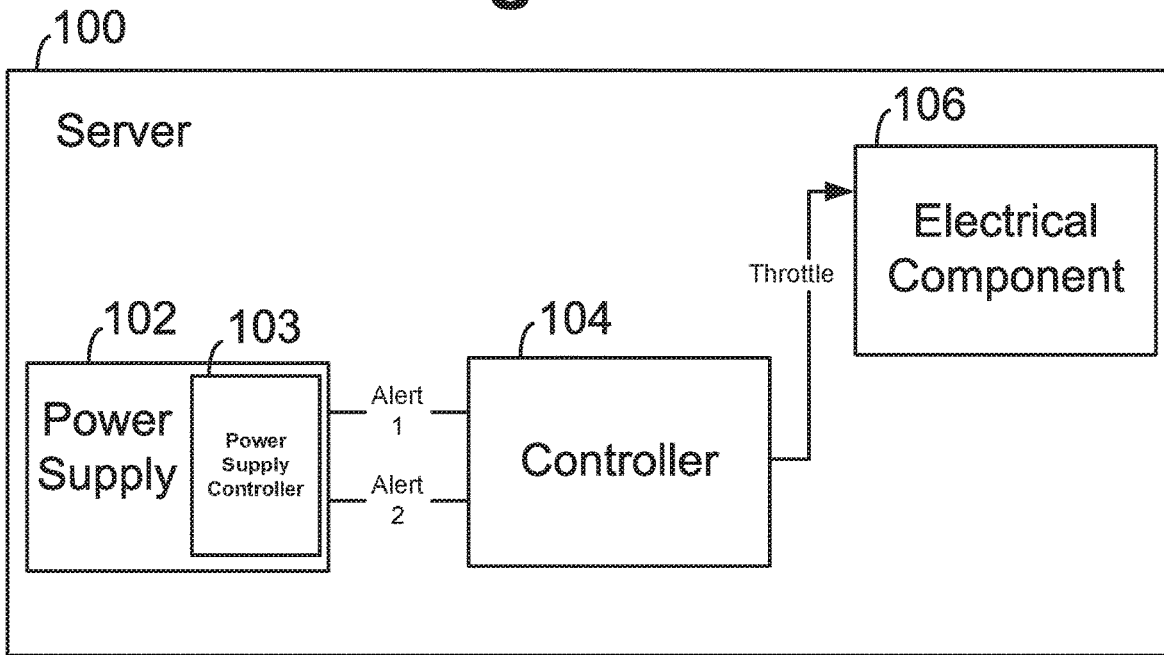 100
Server
106
Electrical
Component
Throttle
102
103
104
Power
Supply
Power
Supply
Controller
Alert
1
Alert
2
Controller